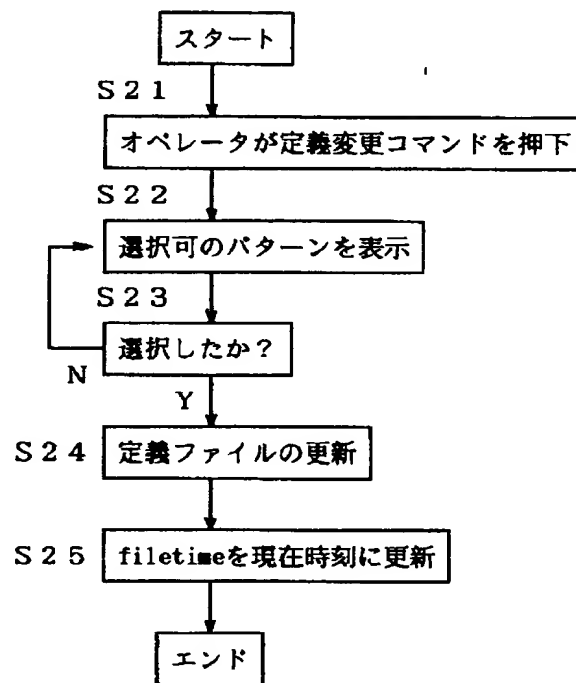 スタート
S21
オペレータが定義変更コマンドを押下
S22
選択可のパターンを表示
S23
選択したか?
N
Y
S24 定義ファイルの更新
S25 filetimeを現在時刻に更新
エンド